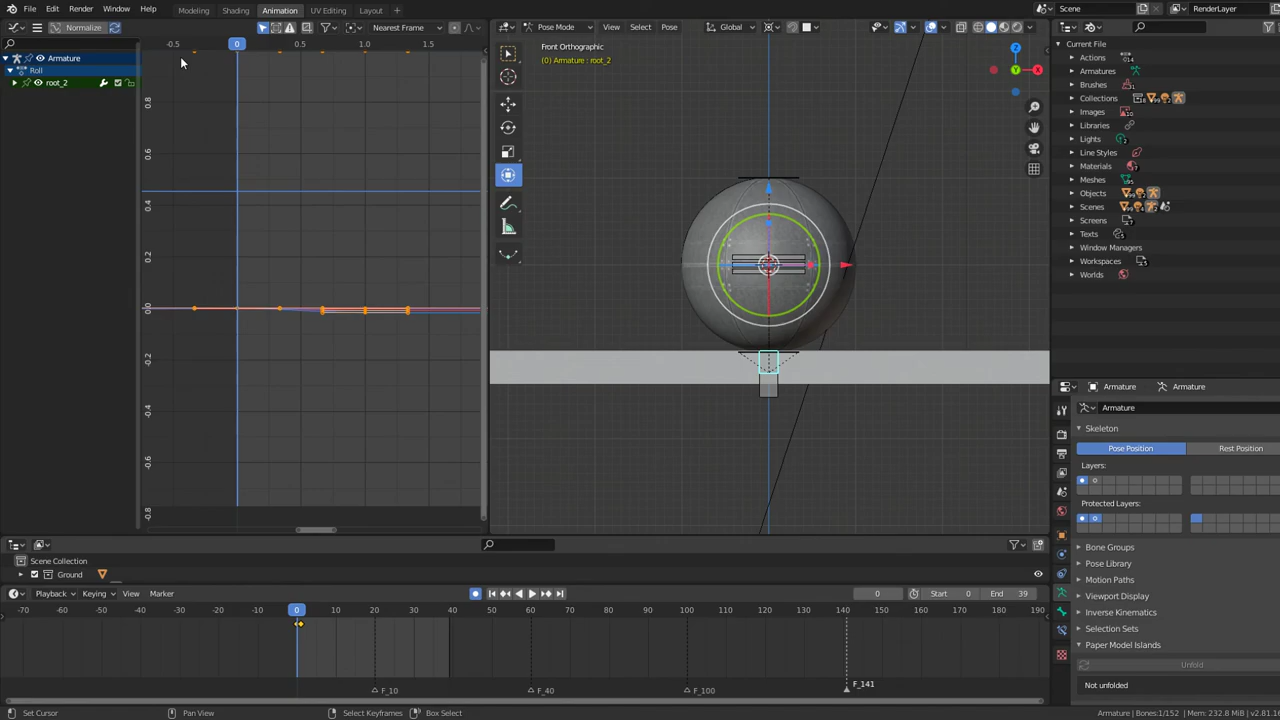 File Edit Render Window Help Modeling Shading Animation UV Editing Layout Scene RenderLayer
Normalize Nearest Frame Pose Mode View Select Pose Global
-0.5 0 0.5 1.0 1.5
Armature
Roll
root_2
0.8
0.6
0.4
0.2
0.0
-0.2
-0.4
-0.6
-0.8
Front Orthographic
(0) Armature : root_2
Z
Y
X
Current File
Actions
Armatures
Brushes
Collections
Images
Libraries
Lights
Line Styles
Materials
Meshes
Objects
Scenes
Screens
Texts
Window Managers
Workspaces
Worlds
Armature Armature
Armature
Skeleton
Pose Position Rest Position
Layers:
Protected Layers:
Bone Groups
Pose Library
Motion Paths
Viewport Display
Inverse Kinematics
Selection Sets
Paper Model Islands
Unfold
Not unfolded
Scene Collection
Ground
Playback Keying View Marker 0 Start 0 End 39
-70 -60 -50 -40 -30 -20 -10 0 10 20 30 40 50 60 70 80 90 100 110 120 130 140 150 160 170 180 190
F_10 F_40 F_100 F_141
Set Cursor Pan View Select Keyframes Box Select Armature | Bones:1/152 | Mem: 232.8 MiB | v2.81.16